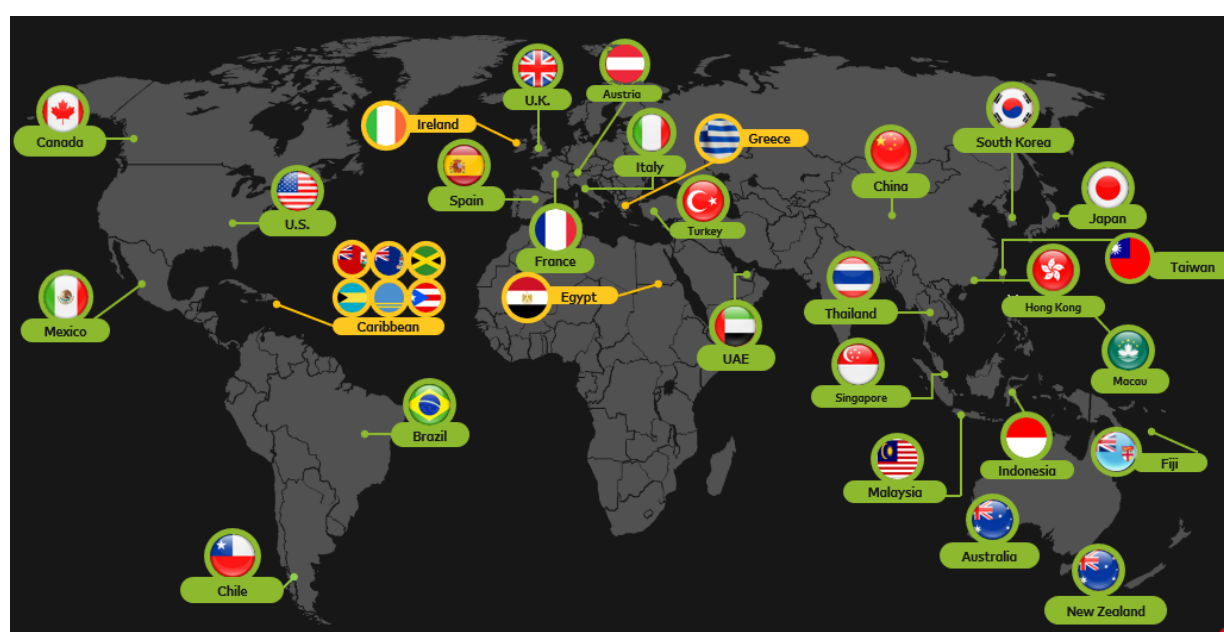 Canada
U.K.
Austria
Ireland
Italy
Greece
South Korea
China
Spain
U.S.
Turkey
Japan
France
Taiwan
Mexico
Caribbean
Egypt
Thailand
Hong Kong
UAE
Macau
Singapore
Brazil
Indonesia
Fiji
Malaysia
Australia
Chile
New Zealand